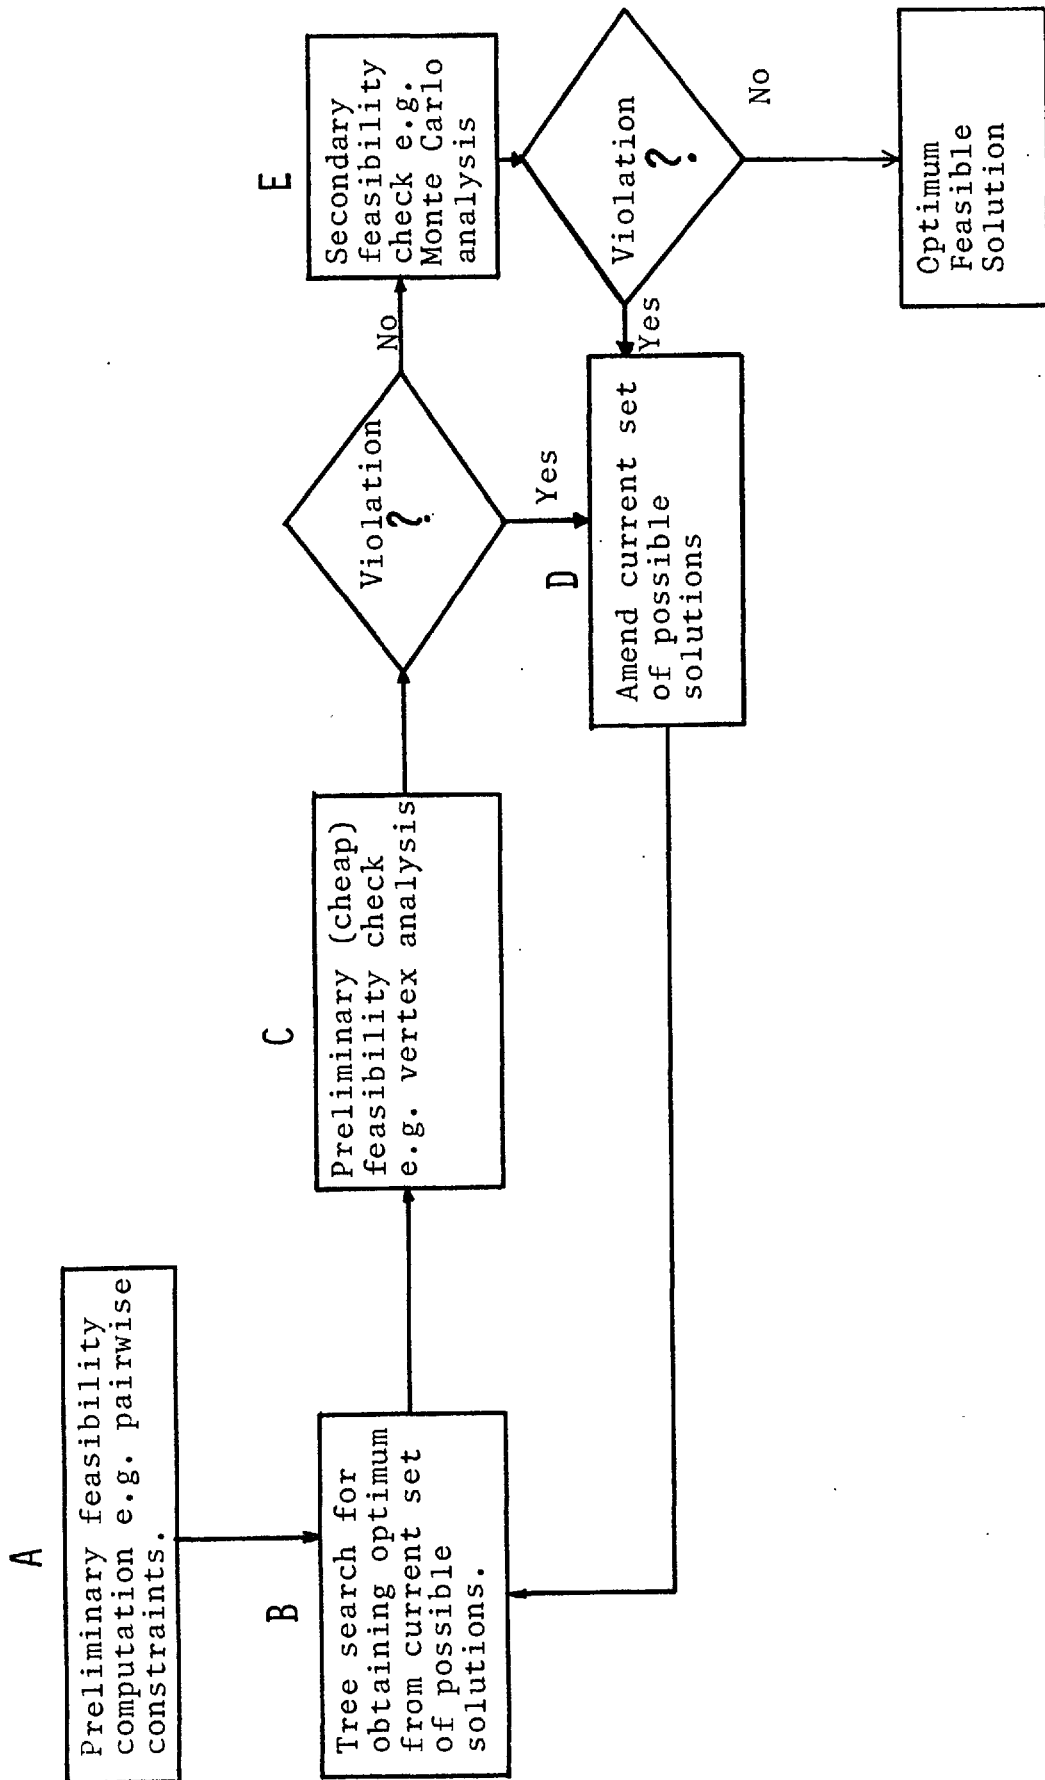 A
Preliminary feasibility
computation e.g. pairwise
constraints.
B
Tree search for
obtaining optimum
from current set
of possible
solutions.
C
Preliminary (cheap)
feasibility check
e.g. vertex analysis
Violation
?
No
Yes
D
Amend current set
of possible
solutions
E
Secondary
feasibility
check e.g.
Monte Carlo
analysis
Violation
?
Yes
No
Optimum
Feasible
Solution